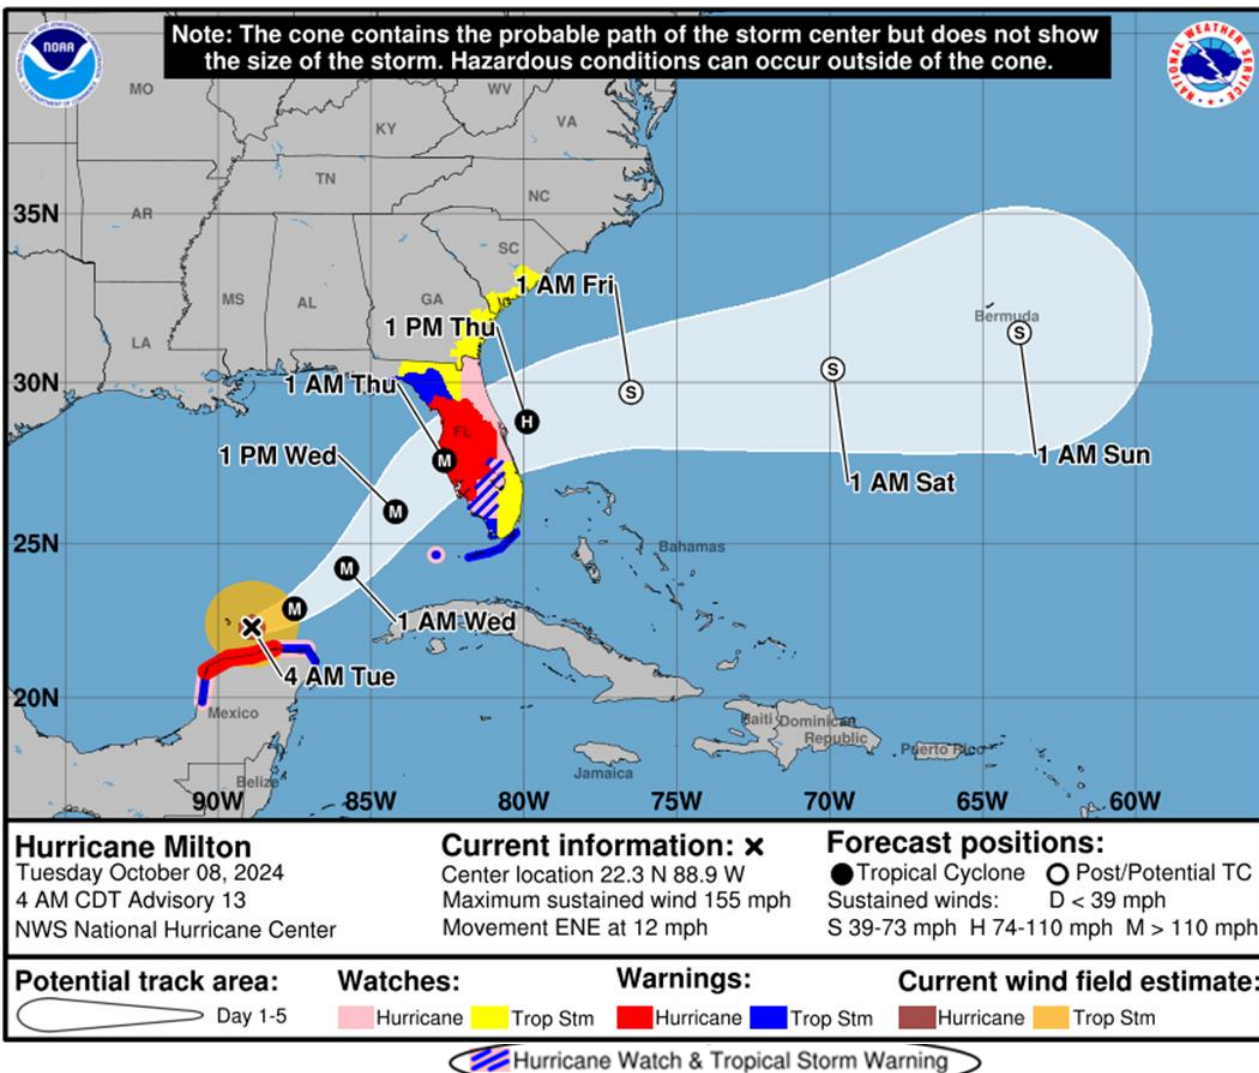 Note: The cone contains the probable path of the storm center but does not show
the size of the storm. Hazardous conditions can occur outside of the cone.
NOAA
NATIONAL WEATHER SERVICE
MO
WV
KY
VA
TN
NC
35N
AR
SC
1 AM Fri
MS
AL
GA
Bermuda
1 PM Thu
LA
S
S
30N
1 AM Thu
S
H
FL
1 PM Wed
M
1 AM Sun
1 AM Sat
M
25N
Bahamas
M
M
1 AM Wed
4 AM Tue
20N
Mexico
Haiti
Dominican
Republic
Puerto Rico
Jamaica
Belize
90W
85W
80W
75W
70W
65W
60W
Hurricane Milton
Tuesday October 08, 2024
4 AM CDT Advisory 13
NWS National Hurricane Center
Current information: ×
Center location 22.3 N 88.9 W
Maximum sustained wind 155 mph
Movement ENE at 12 mph
Forecast positions:
Tropical Cyclone Post/Potential TC
Sustained winds: D < 39 mph
S 39-73 mph H 74-110 mph M > 110 mph
Potential track area:
Day 1-5
Watches:
Hurricane Trop Stm
Warnings:
Hurricane Trop Stm
Current wind field estimate:
Hurricane Trop Stm
Hurricane Watch & Tropical Storm Warning